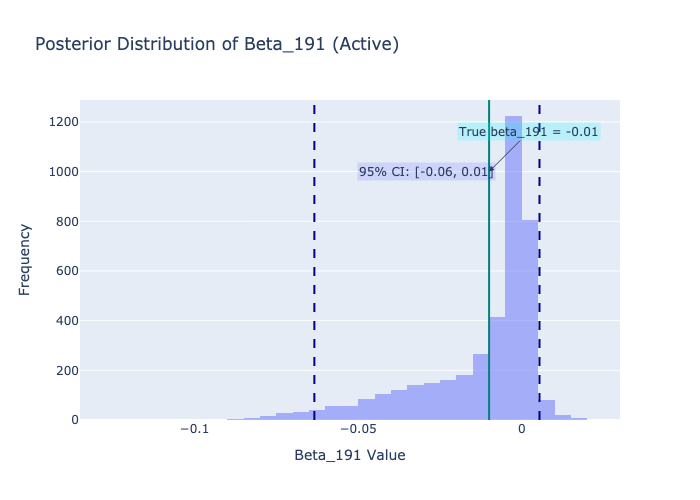 Posterior Distribution of Beta_191 (Active)
1200
True beta_191 = -0.01
1000
95% CI: [-0.06, 0.01]
800
Frequency
600
400
200
0
−0.1
−0.05
0
Beta_191 Value